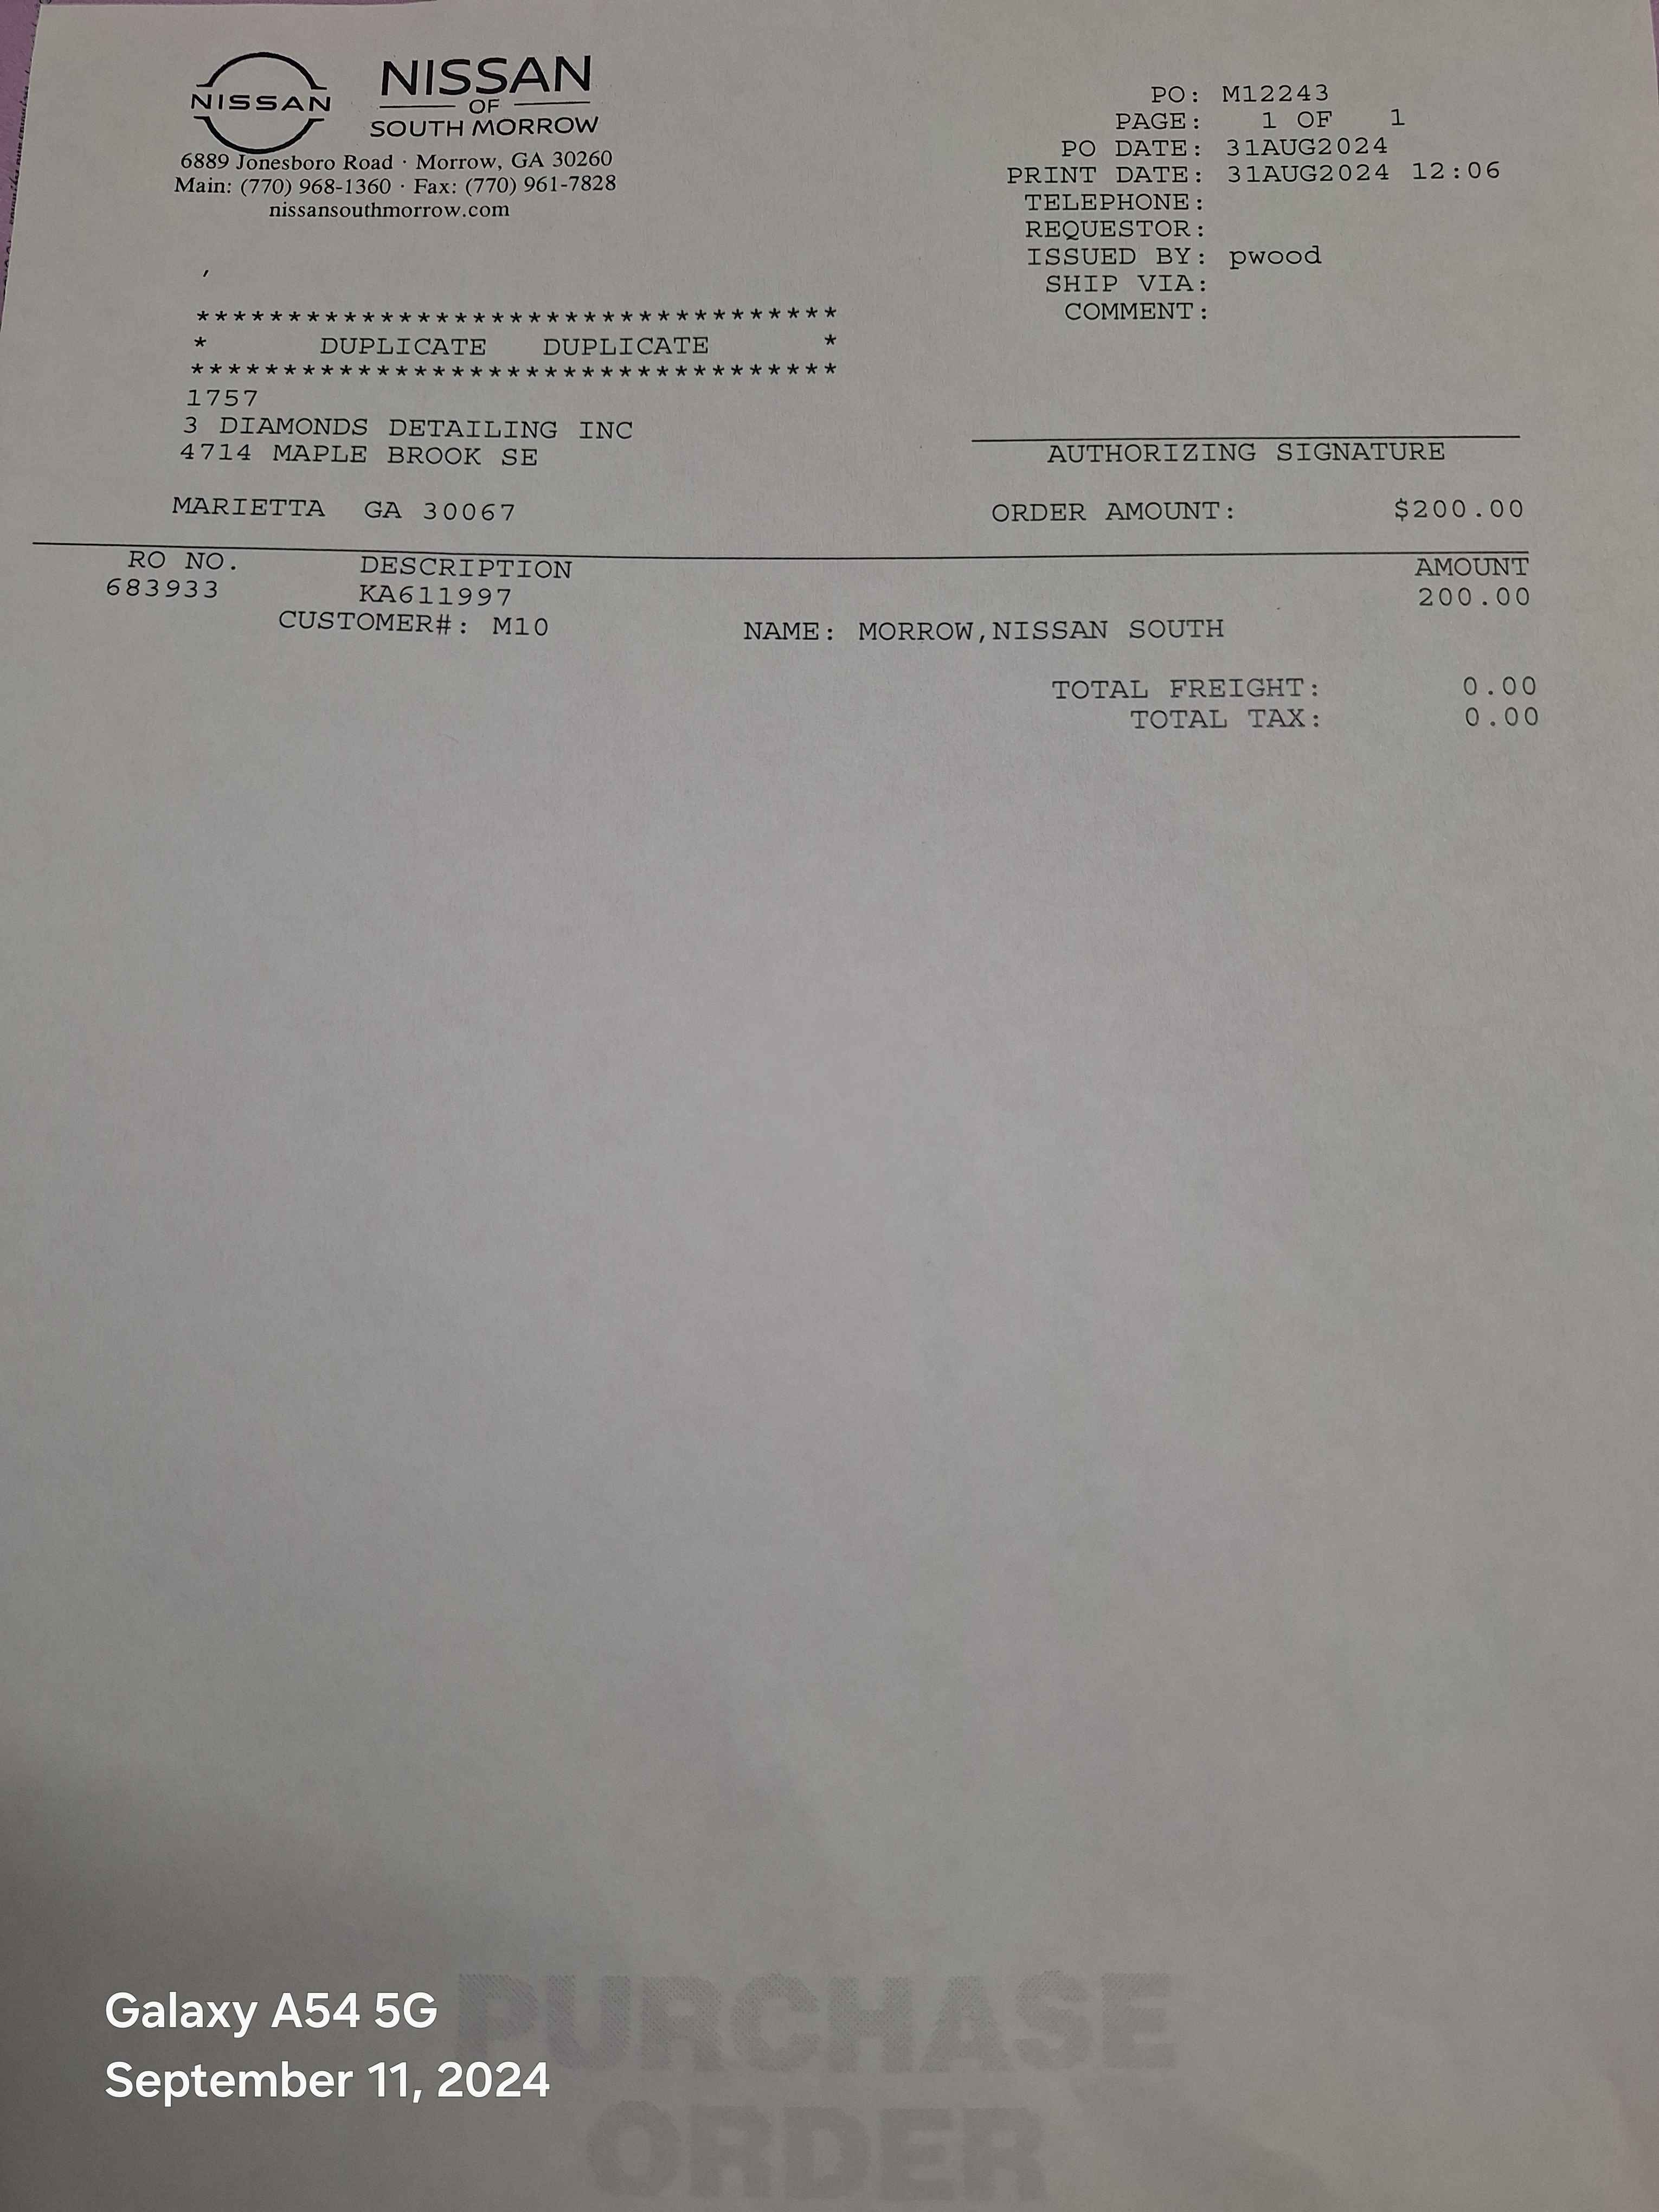 NISSAN
NISSAN
OF
SOUTH MORROW
6889 Jonesboro Road · Morrow, GA 30260
Main: (770) 968-1360 · Fax: (770) 961-7828
nissansouthmorrow.com
PO: M12243
PAGE: 1 OF 1
PO DATE: 31AUG2024
PRINT DATE: 31AUG2024 12:06
TELEPHONE:
REQUESTOR:
ISSUED BY: pwood
SHIP VIA:
COMMENT:
,
***********************************
* DUPLICATE DUPLICATE *
***********************************
1757
3 DIAMONDS DETAILING INC
4714 MAPLE BROOK SE
MARIETTA GA 30067
AUTHORIZING SIGNATURE
ORDER AMOUNT: $200.00
RO NO. DESCRIPTION AMOUNT
683933 KA611997 200.00
CUSTOMER#: M10 NAME: MORROW,NISSAN SOUTH
TOTAL FREIGHT: 0.00
TOTAL TAX: 0.00
PURCHASE
ORDER
Galaxy A54 5G
September 11, 2024